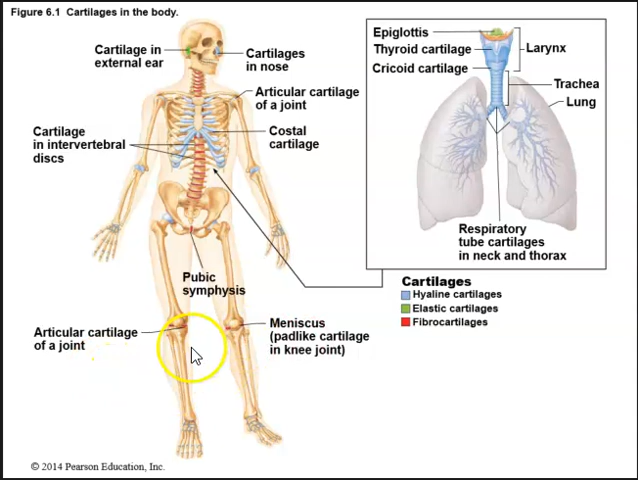 Figure 6.1 Cartilages in the body.
Cartilage in
external ear
Cartilages
in nose
Articular cartilage
of a joint
Cartilage
in intervertebral
discs
Costal
cartilage
Pubic
symphysis
Articular cartilage
of a joint
Meniscus
(padlike cartilage
in knee joint)
Epiglottis
Thyroid cartilage
Cricoid cartilage
Larynx
Trachea
Lung
Respiratory
tube cartilages
in neck and thorax
Cartilages
Hyaline cartilages
Elastic cartilages
Fibrocartilages
© 2014 Pearson Education, Inc.